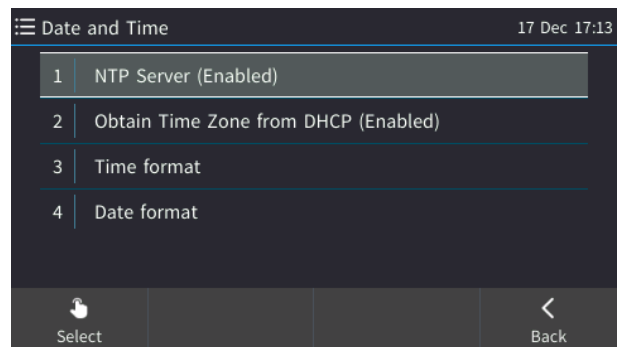 Date and Time 17 Dec 17:13
1 NTP Server (Enabled)
2 Obtain Time Zone from DHCP (Enabled)
3 Time format
4 Date format
Select Back